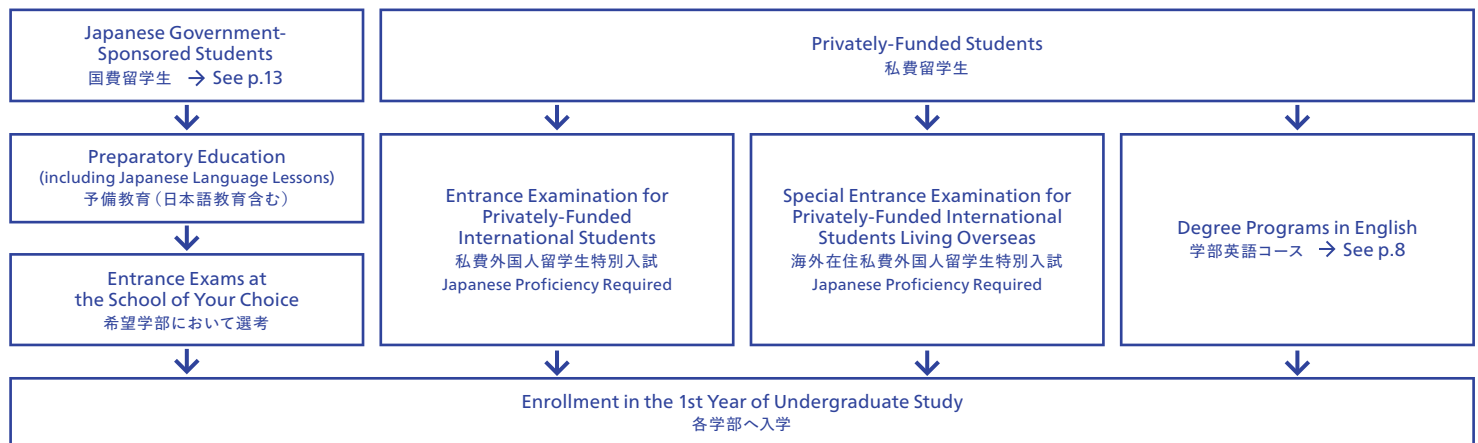 Japanese Government-
Sponsored Students
国費留学生 → See p.13
Privately-Funded Students
私費留学生
Preparatory Education
(including Japanese Language Lessons)
予備教育（日本語教育含む）
Entrance Exams at
the School of Your Choice
希望学部において選考
Entrance Examination for
Privately-Funded
International Students
私費外国人留学生特別入試
Japanese Proficiency Required
Special Entrance Examination for
Privately-Funded International
Students Living Overseas
海外在住私費外国人留学生特別入試
Japanese Proficiency Required
Degree Programs in English
学部英語コース → See p.8
Enrollment in the 1st Year of Undergraduate Study
各学部へ入学